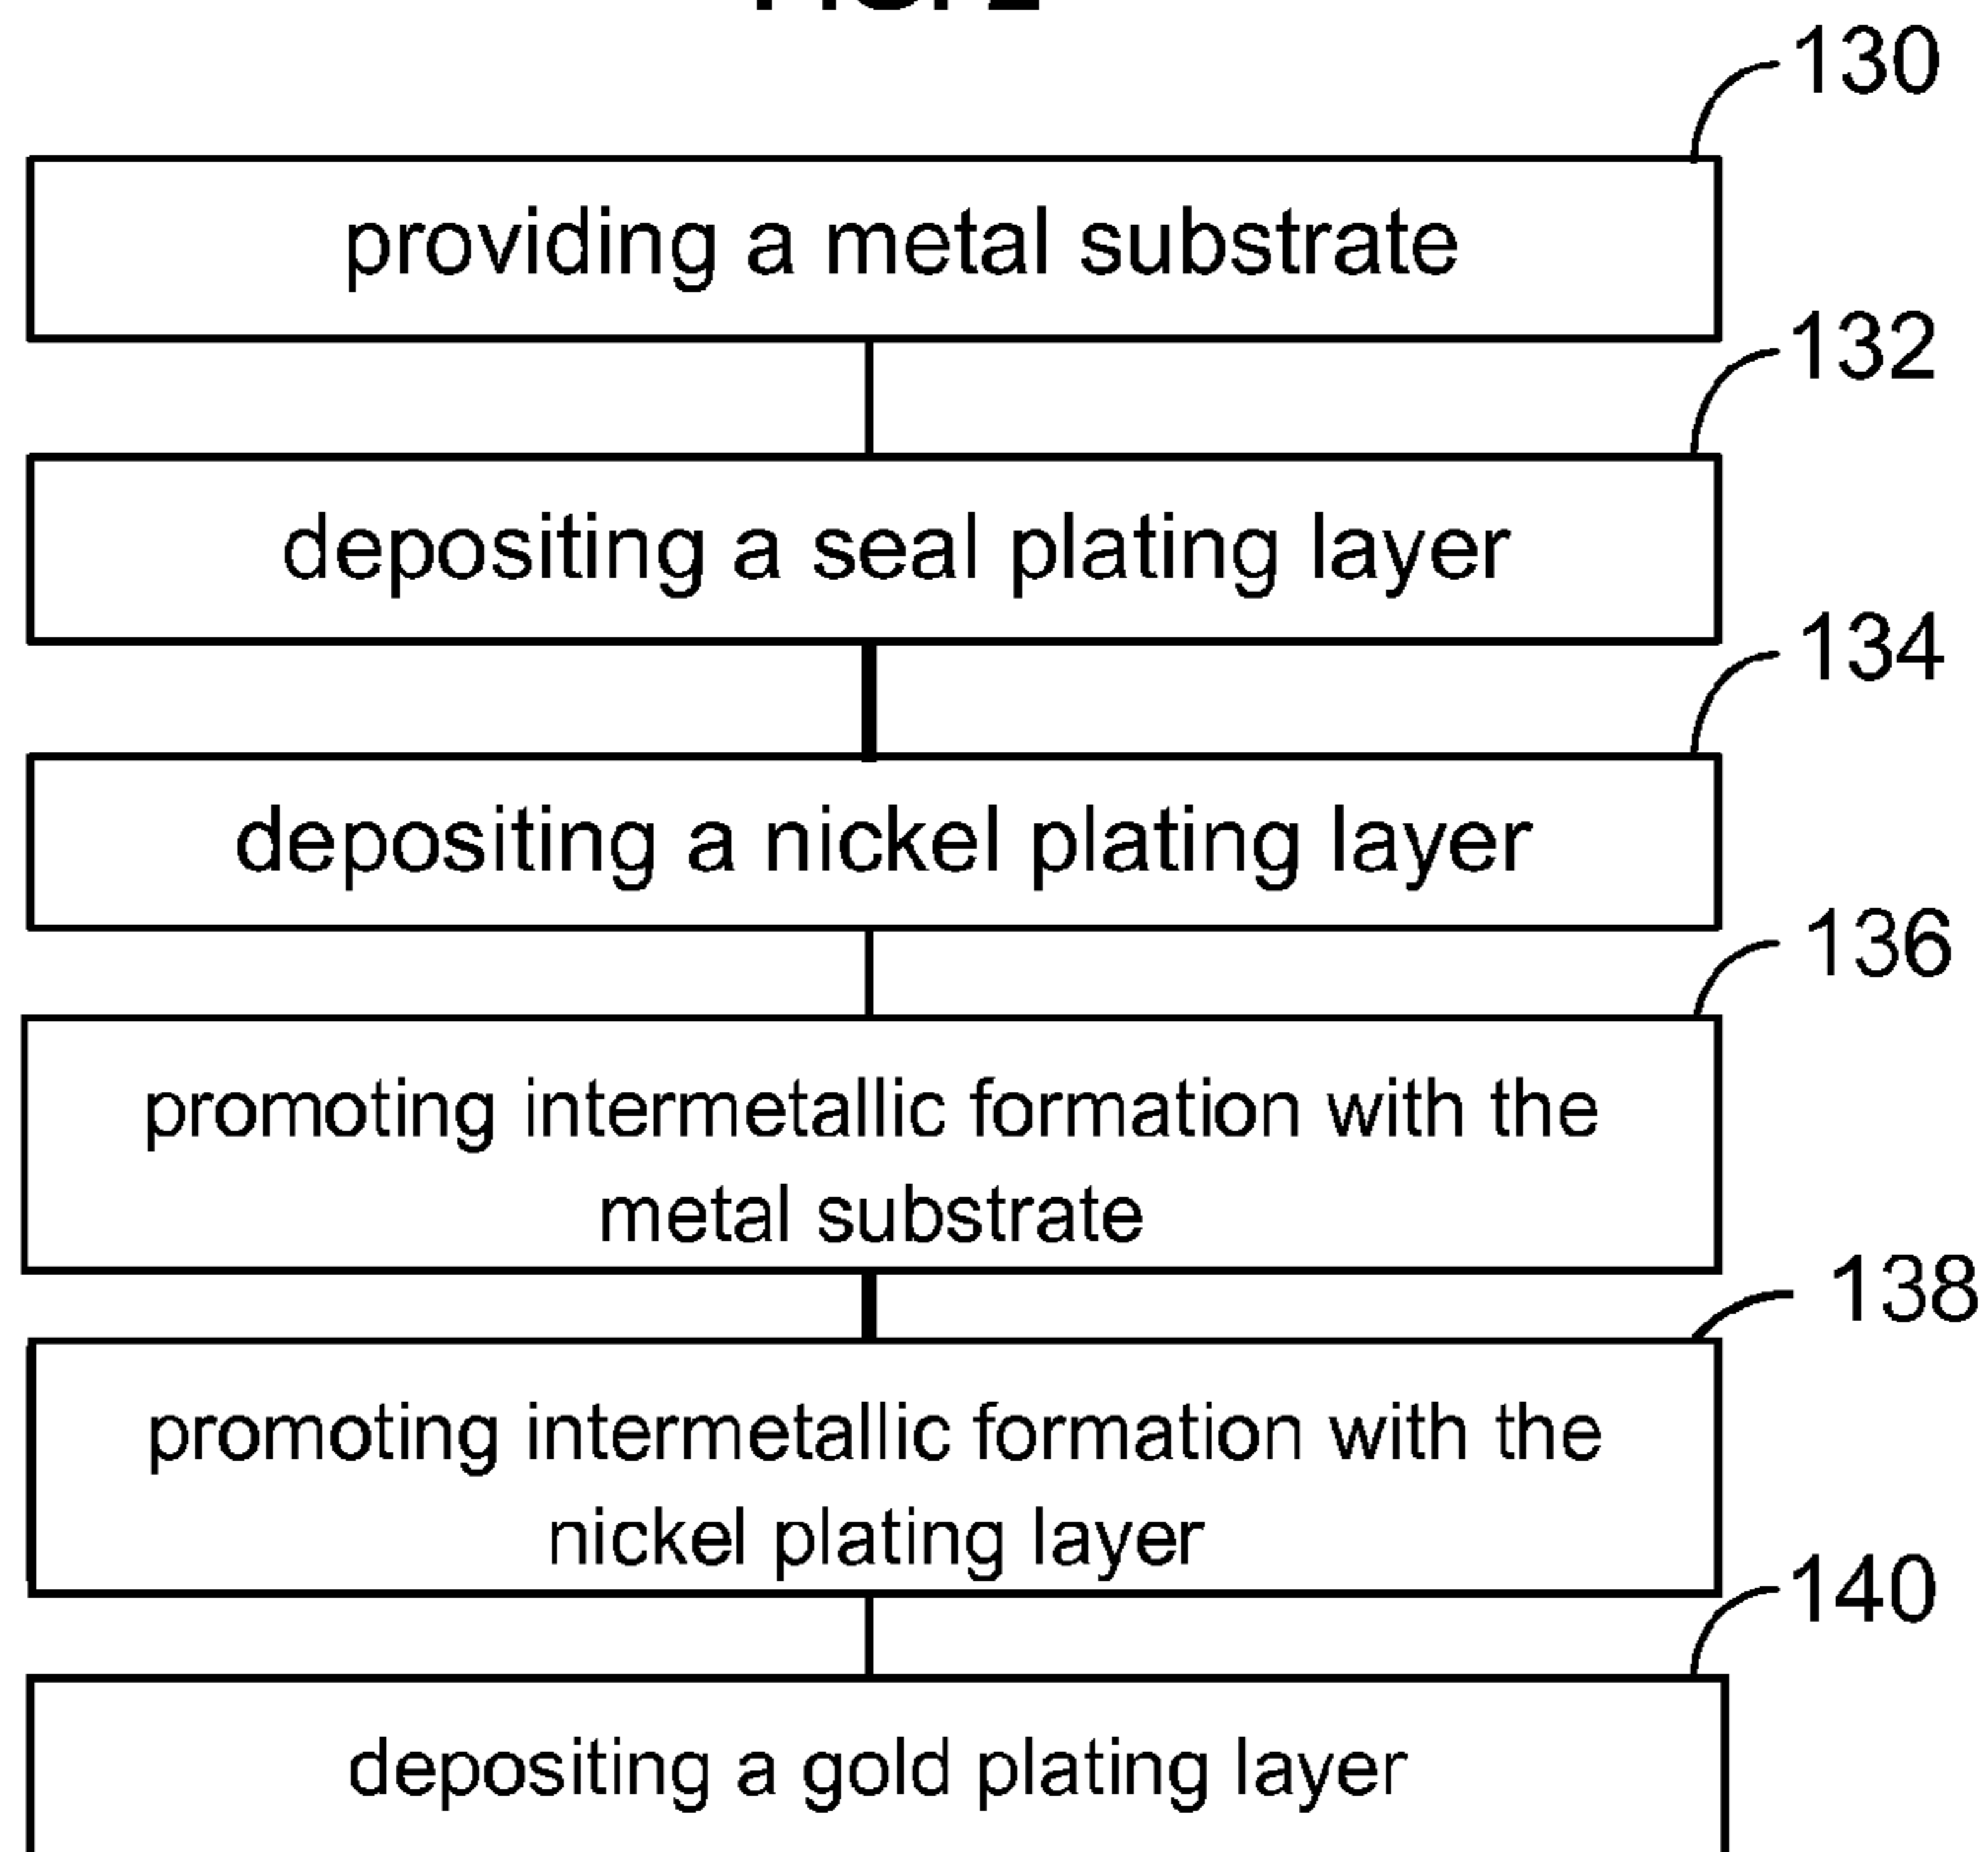 130
providing a metal substrate
132
depositing a seal plating layer
134
depositing a nickel plating layer
136
promoting intermetallic formation with the
metal substrate
138
promoting intermetallic formation with the
nickel plating layer
140
depositing a gold plating layer